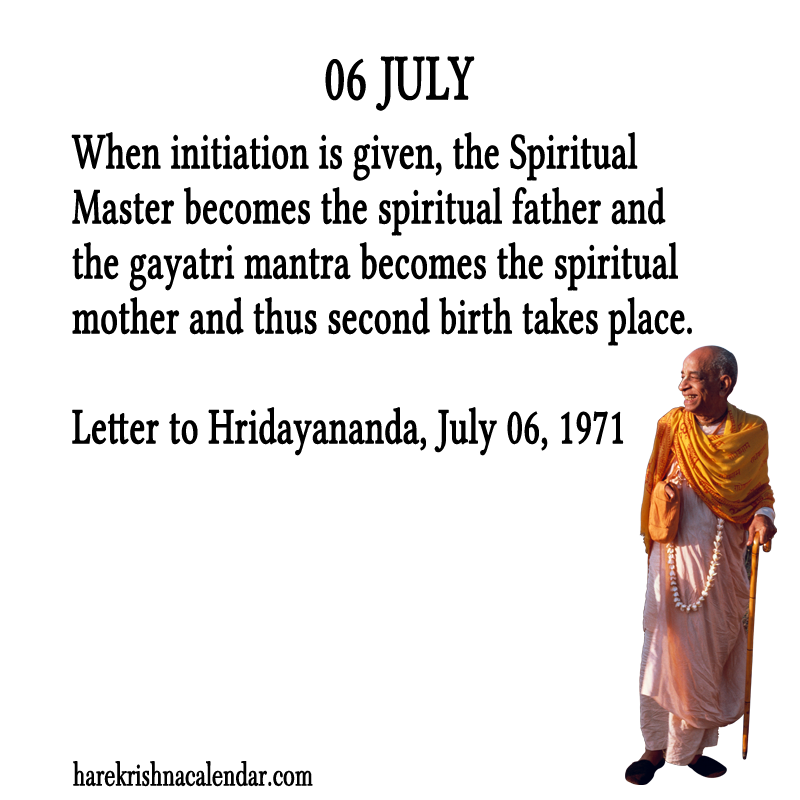 06 JULY
When initiation is given, the Spiritual
Master becomes the spiritual father and
the gayatri mantra becomes the spiritual
mother and thus second birth takes place.
Letter to Hridayananda, July 06, 1971
harekrishnacalendar.com